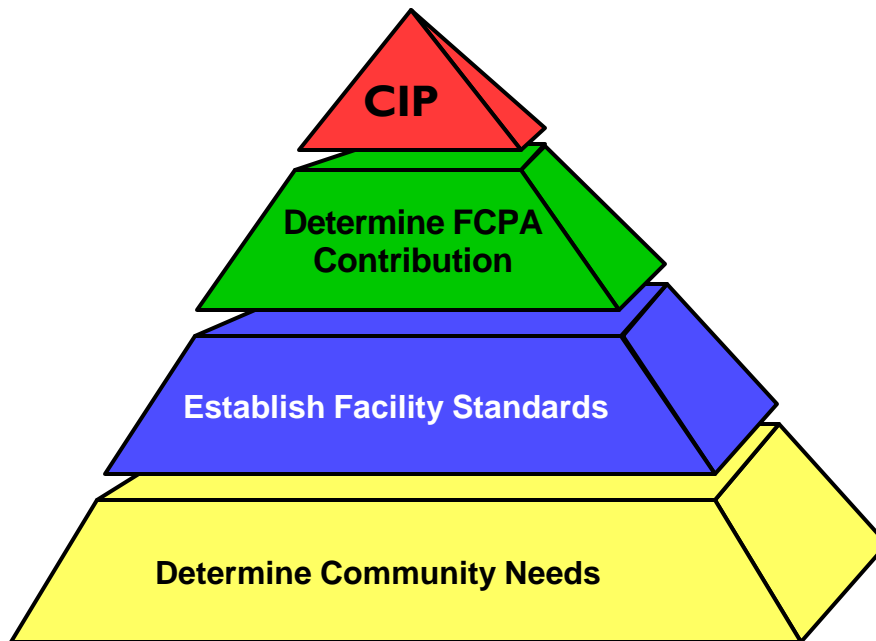 CIP
Determine FCPA
Contribution
Establish Facility Standards
Determine Community Needs